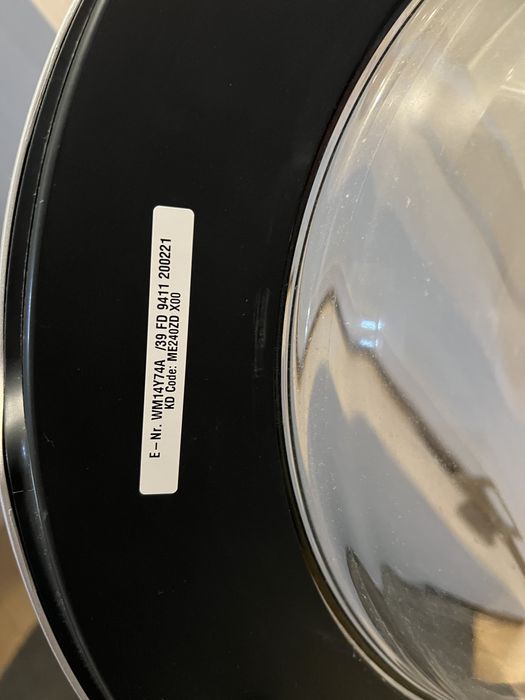 E-Nr. WM14Y74A /39 FD 9411 200221
KD Code: ME240ZD X00